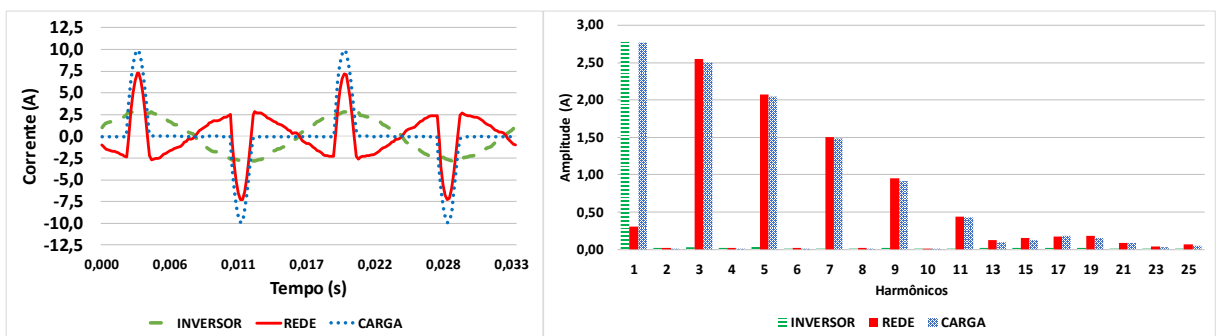 12,5
10,0
7,5
5,0
2,5
0,0
-2,5
-5,0
-7,5
-10,0
-12,5
Corrente (A)
0,000 0,006 0,011 0,017 0,022 0,028 0,033
Tempo (s)
INVERSOR REDE CARGA
3,00
2,50
2,00
1,50
1,00
0,50
0,00
Amplitude (A)
1 2 3 4 5 6 7 8 9 10 11 13 15 17 19 21 23 25
Harmônicos
INVERSOR REDE CARGA